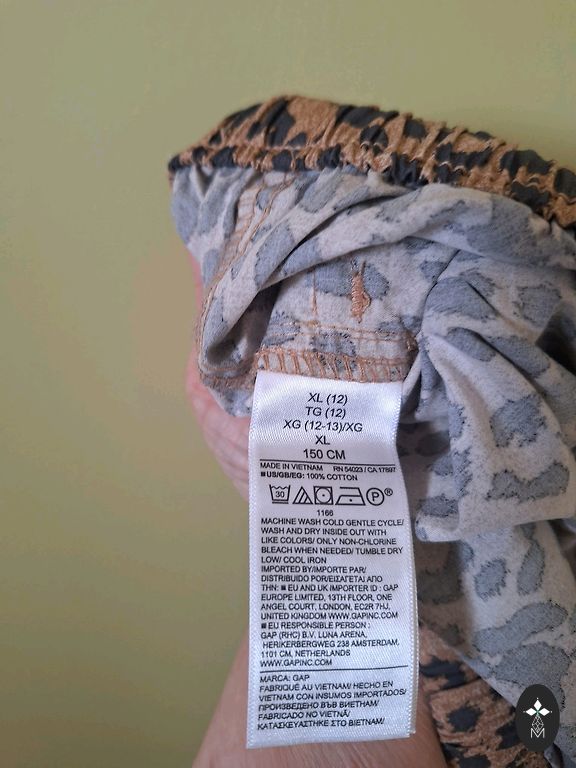 XL (12)
TG (12)
XG (12-13)/XG
XL
150 CM
MADE IN VIETNAM RN 54023 / CA 17897
■ US/GB/EG: 100% COTTON
30 P ®
1166
MACHINE WASH COLD GENTLE CYCLE/
WASH AND DRY INSIDE OUT WITH
LIKE COLORS/ ONLY NON-CHLORINE
BLEACH WHEN NEEDED/ TUMBLE DRY
LOW/ COOL IRON
IMPORTED BY/IMPORTE PAR/
DISTRIBUIDO POR/ΕΙΣΑΓΕΤΑΙ ΑΠΟ
ΤΗΝ: ■ EU AND UK IMPORTER ID : GAP
EUROPE LIMITED, 13TH FLOOR, ONE
ANGEL COURT, LONDON, EC2R 7HJ,
UNITED KINGDOM WWW.GAPINC.COM
■ EU RESPONSIBLE PERSON :
GAP (RHC) B.V. LUNA ARENA,
HERIKERBERGWEG 238 AMSTERDAM,
1101 CM, NETHERLANDS
WWW.GAPINC.COM
MARCA: GAP
FABRIQUÉ AU VIETNAM/ HECHO EN
VIETNAM CON INSUMOS IMPORTADOS/
ПРОИЗВЕДЕНО ВЪВ ВИЕТНАМ/
FABRICADO NO VIETNÃ/
ΚΑΤΑΣΚΕΥΑΣΤΗΚΕ ΣΤΟ ΒΙΕΤΝΑΜ/
M